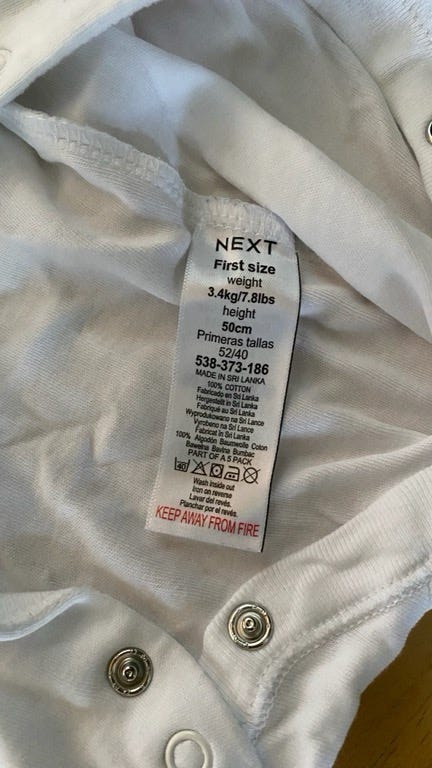 NEXT
First size
weight
3.4kg/7.8lbs
height
50cm
Primeras tallas
52/40
538-373-186
MADE IN SRI LANKA
100% COTTON
Fabricado en Sri Lanka
Hergestellt in Sri Lanka
Fabriqué au Sri Lanka
Wyprodukowano na Sri Lance
Vyrobeno na Sri Lance
Fabricat în Sri Lanka
100% Algodón Baumwolle Coton
Bawełna Bavlna Bumbac
PART OF A 5 PACK
40
Wash inside out
Iron on reverse
Lavar del revés.
Planchar por el revés.
KEEP AWAY FROM FIRE